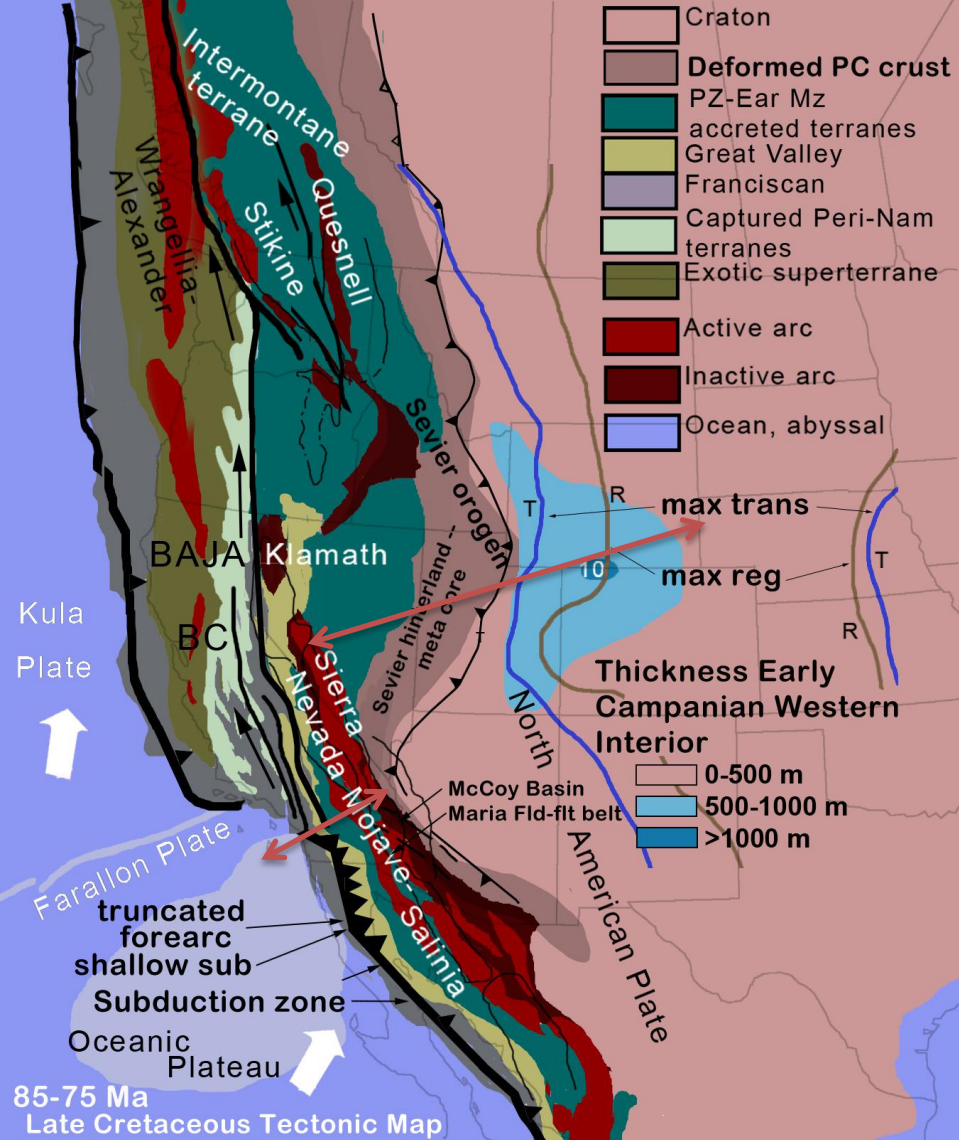 Craton
Deformed PC crust
PZ-Ear Mz
accreted terranes
Great Valley
Franciscan
Captured Peri-Nam
terranes
Exotic superterrane
Active arc
Inactive arc
Ocean, abyssal
Intermontane
terrane
Wrangellia-
Alexander
Quesnell
Stikine
Sevier orogen
Sevier hinterland --
meta core
T
R
max trans
10
max reg
T
R
BAJA
BC
Klamath
Kula
Plate
Sierra
Nevada
Thickness Early
Campanian Western
Interior
0-500 m
500-1000 m
>1000 m
North
American Plate
McCoy Basin
Maria Fld-flt belt
Mojave-
Salinia
Farallon Plate
truncated
forearc
shallow sub
Subduction zone
Oceanic
Plateau
85-75 Ma
Late Cretaceous Tectonic Map